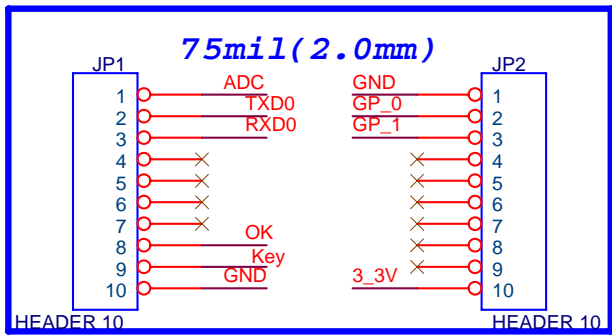 75mil(2.0mm)
JP1 JP2
1 ADC GND 1
2 TXD0 GP_0 2
3 RXD0 GP_1 3
4 4
5 5
6 6
7 7
8 OK 8
9 Key 9
10 GND 3_3V 10
HEADER 10 HEADER 10